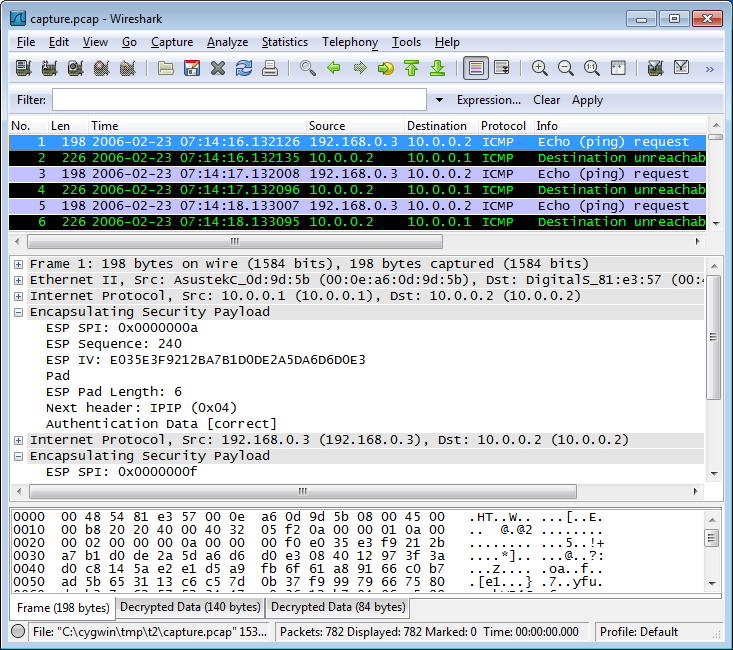 capture.pcap - Wireshark
File Edit View Go Capture Analyze Statistics Telephony Tools Help
Filter: Expression... Clear Apply
No. Len Time Source Destination Protocol Info
1 198 2006-02-23 07:14:16.132126 192.168.0.3 10.0.0.2 ICMP Echo (ping) request
2 226 2006-02-23 07:14:16.132135 10.0.0.2 10.0.0.1 ICMP Destination unreachab
3 198 2006-02-23 07:14:17.132008 192.168.0.3 10.0.0.2 ICMP Echo (ping) request
4 226 2006-02-23 07:14:17.132096 10.0.0.2 10.0.0.1 ICMP Destination unreachab
5 198 2006-02-23 07:14:18.133007 192.168.0.3 10.0.0.2 ICMP Echo (ping) request
6 226 2006-02-23 07:14:18.133095 10.0.0.2 10.0.0.1 ICMP Destination unreachab
Frame 1: 198 bytes on wire (1584 bits), 198 bytes captured (1584 bits)
Ethernet II, Src: AsustekC_0d:9d:5b (00:0e:a6:0d:9d:5b), Dst: DigitalS_81:e3:57 (00:4
Internet Protocol, Src: 10.0.0.1 (10.0.0.1), Dst: 10.0.0.2 (10.0.0.2)
Encapsulating Security Payload
ESP SPI: 0x0000000a
ESP Sequence: 240
ESP IV: E035E3F9212BA7B1D0DE2A5DA6D6D0E3
Pad
ESP Pad Length: 6
Next header: IPIP (0x04)
Authentication Data [correct]
Internet Protocol, Src: 192.168.0.3 (192.168.0.3), Dst: 10.0.0.2 (10.0.0.2)
Encapsulating Security Payload
ESP SPI: 0x0000000f
0000 00 48 54 81 e3 57 00 0e a6 0d 9d 5b 08 00 45 00 .HT..W.. ...[..E.
0010 00 b8 20 20 40 00 40 32 05 f2 0a 00 00 01 0a 00 ..  @.@2 ........
0020 00 02 00 00 00 0a 00 00 00 f0 e0 35 e3 f9 21 2b ........ ...5..!+
0030 a7 b1 d0 de 2a 5d a6 d6 d0 e3 08 40 12 97 3f 3a ....*].. ...@..?:
0040 d0 c8 14 5a e2 e1 d5 a9 fb 6f 61 a8 91 66 c0 b7 ...Z.... .oa..f..
0050 ad 5b 65 31 13 c6 c5 7d 0b 37 f9 99 79 66 75 80 .[e1...} .7..yfu.
Frame (198 bytes) Decrypted Data (140 bytes) Decrypted Data (84 bytes)
File: "C:\cygwin\tmp\t2\capture.pcap" 153... Packets: 782 Displayed: 782 Marked: 0 Time: 00:00:00.000 Profile: Default